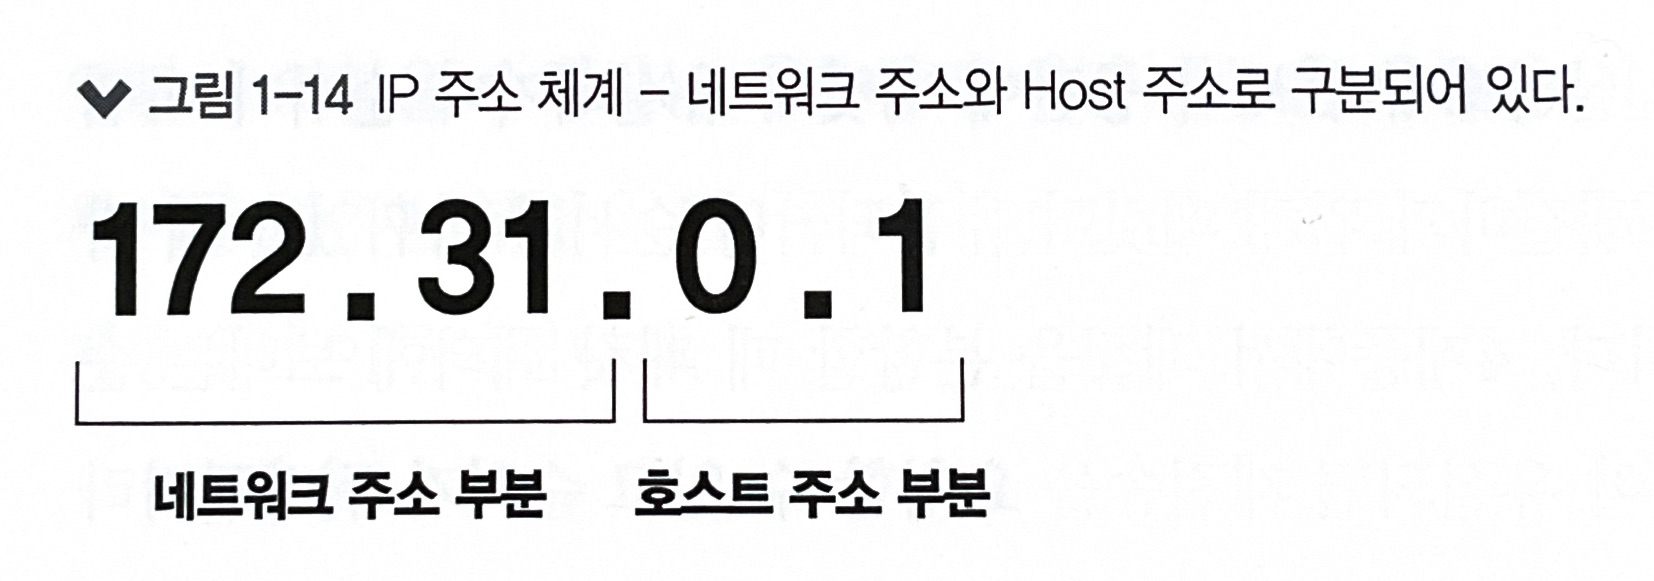 그림 1-14 IP 주소 체계 – 네트워크 주소와 Host 주소로 구분되어 있다.
172.31.0.1
네트워크 주소 부분 호스트 주소 부분